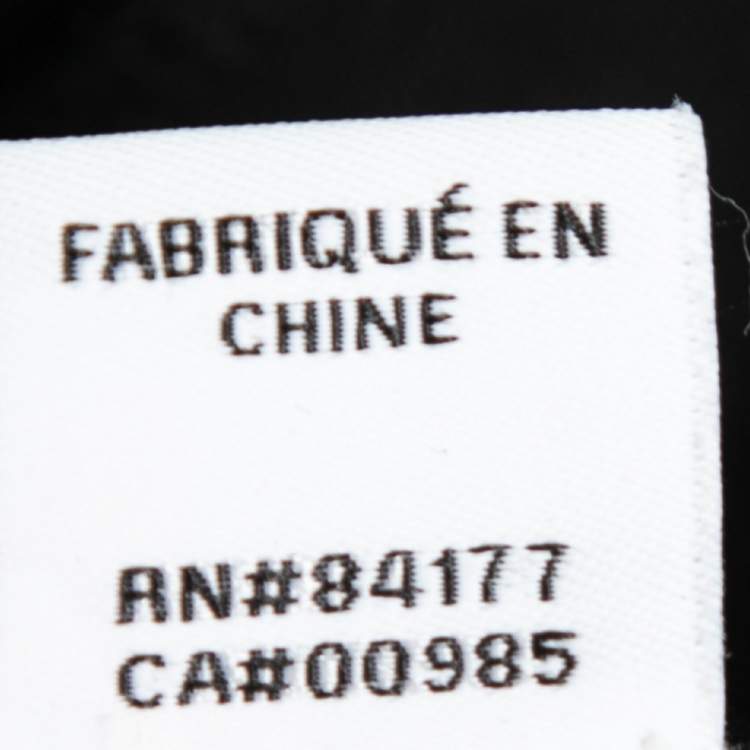 FABRIQUÉ EN
CHINE
RN#84177
CA#00985